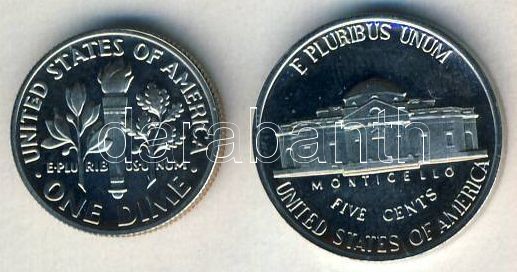 UNITED STATES OF AMERICA
E·PLURIBUS UNUM
· ONE DIME ·
E PLURIBUS UNUM
MONTICELLO
FIVE CENTS
UNITED STATES OF AMERICA
darabanth